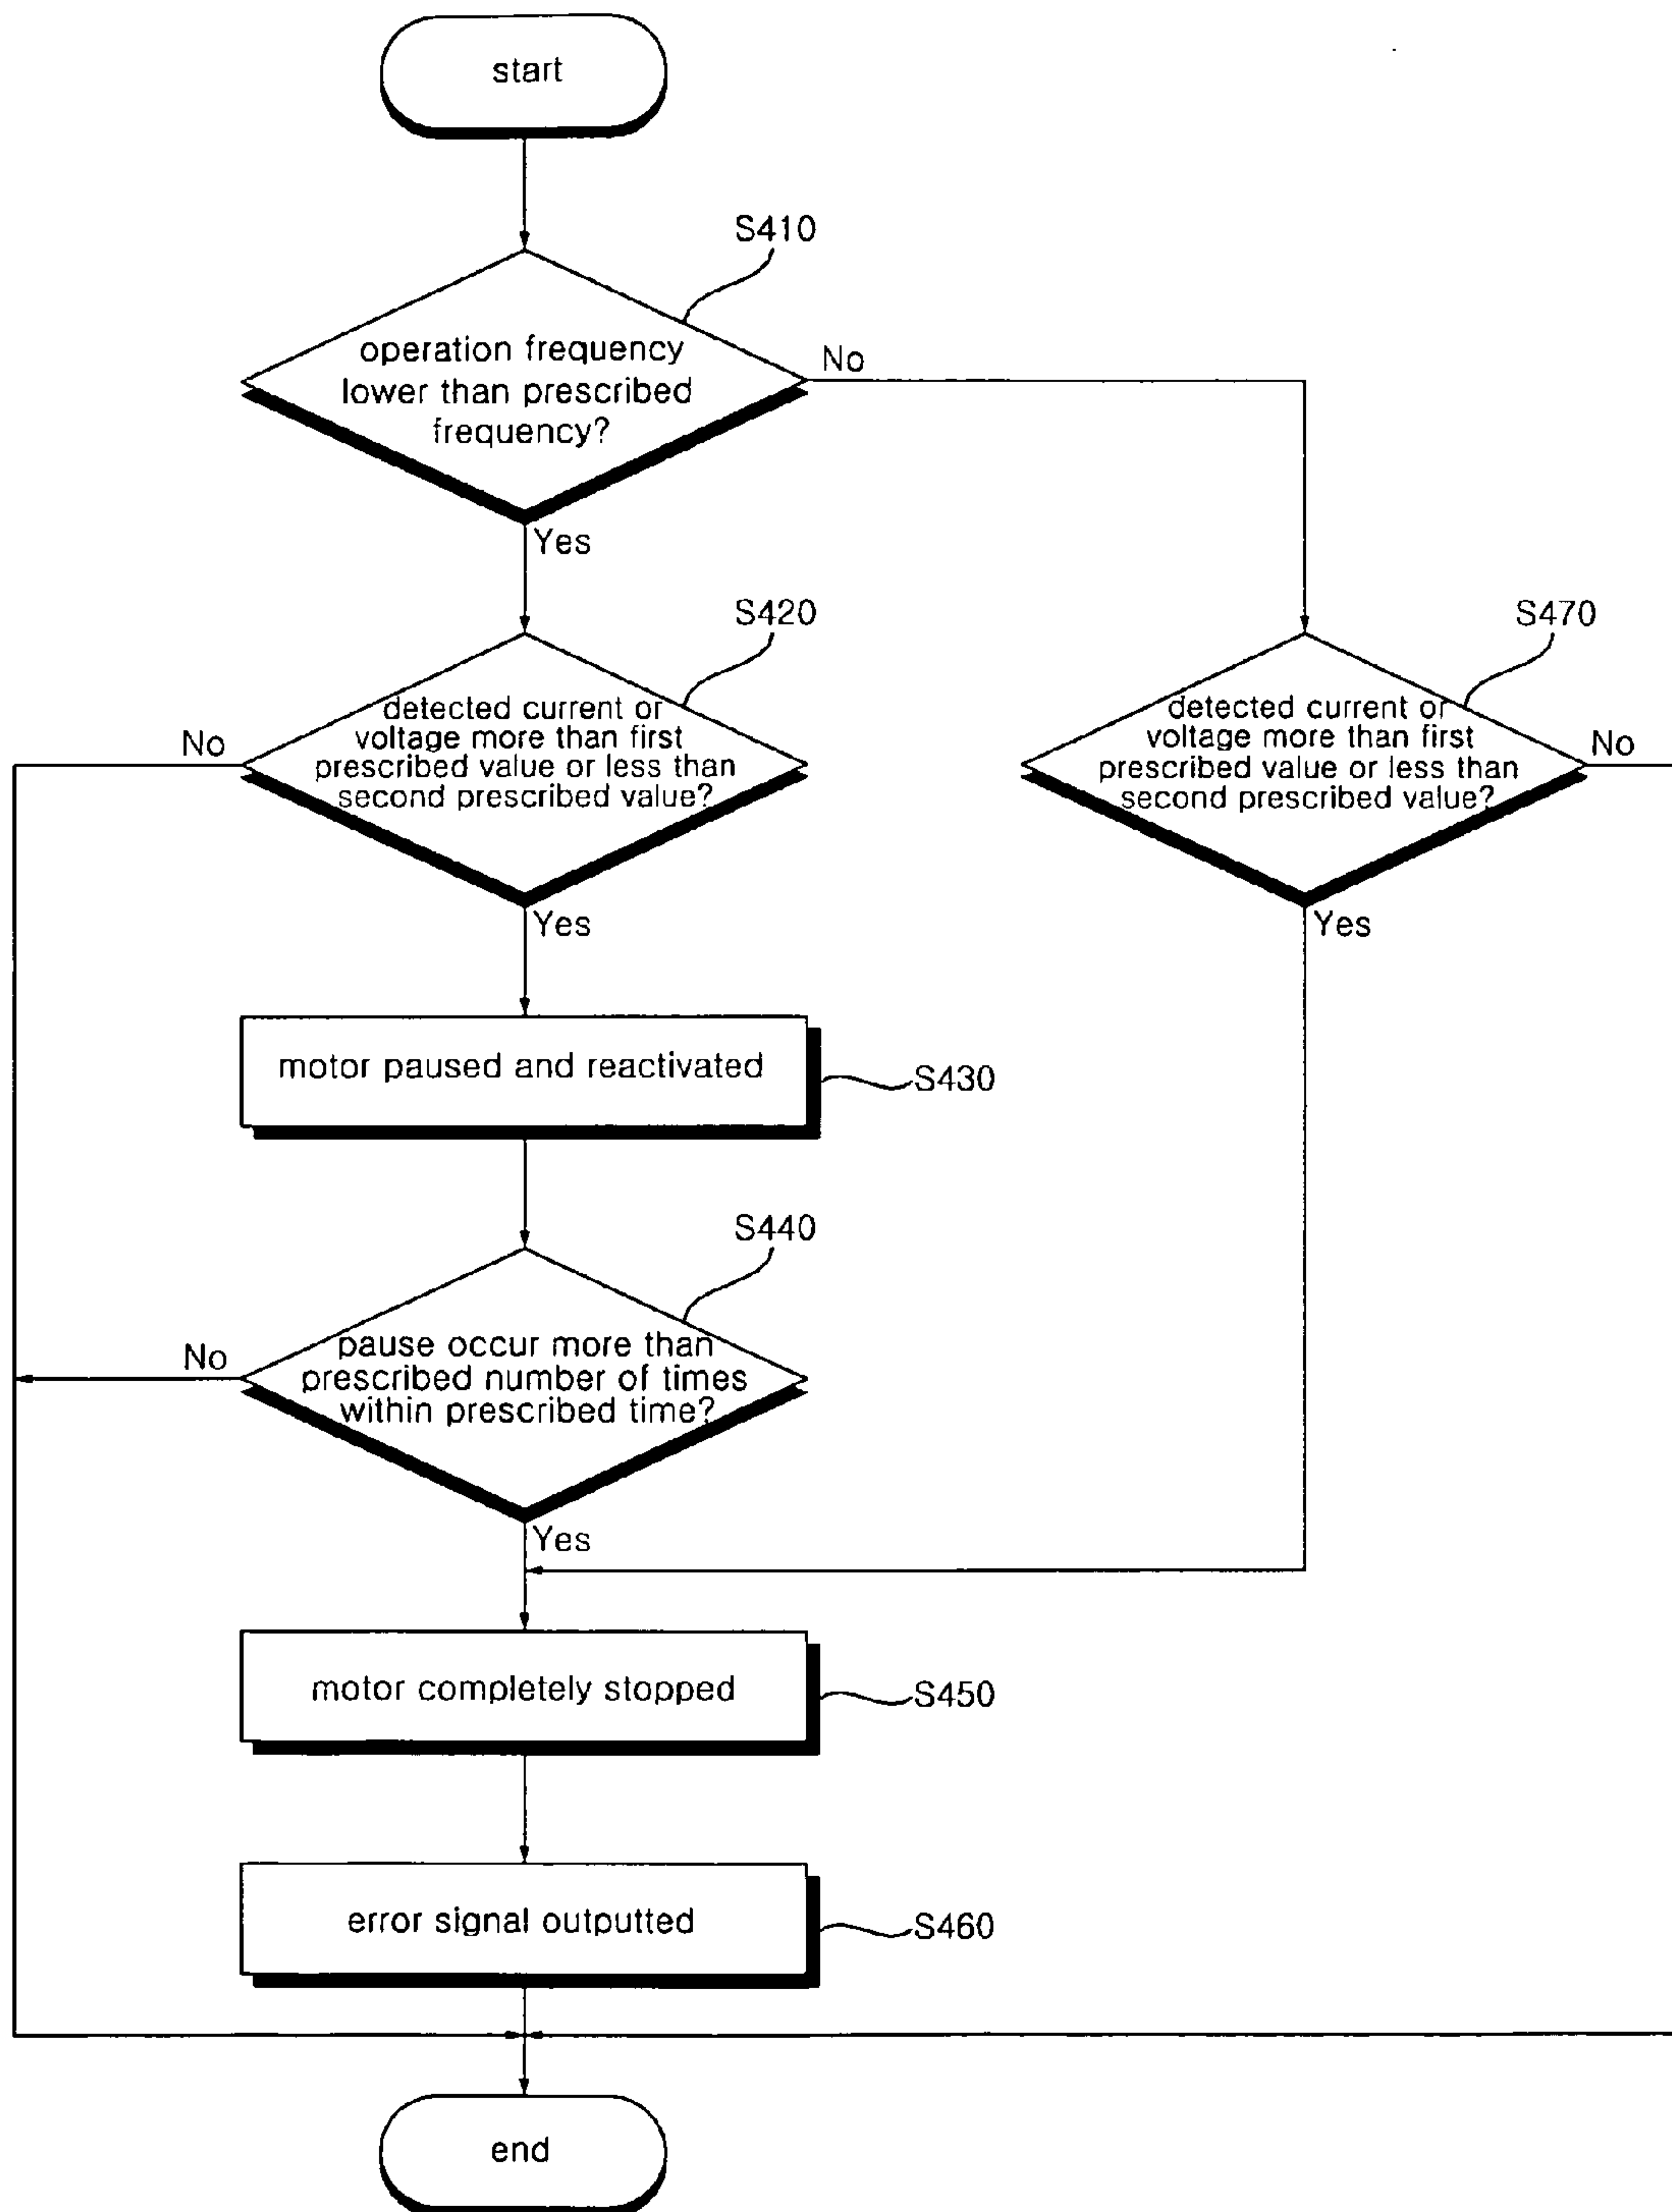 start
S410
operation frequency
lower than prescribed
frequency?
No
Yes
S420
detected current or
voltage more than first
prescribed value or less than
second prescribed value?
No
Yes
S470
detected current or
voltage more than first
prescribed value or less than
second prescribed value?
No
Yes
motor paused and reactivated
S430
S440
pause occur more than
prescribed number of times
within prescribed time?
No
Yes
motor completely stopped
S450
error signal outputted
S460
end